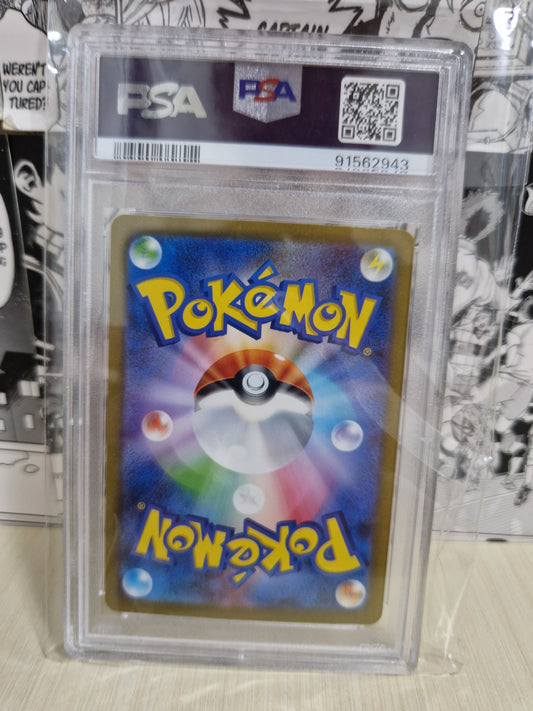 CAPTAIN
WEREN'T
YOU CAP-
TURED?
PSA
PSA
91562943
POKéMON
®
POKéMON
®